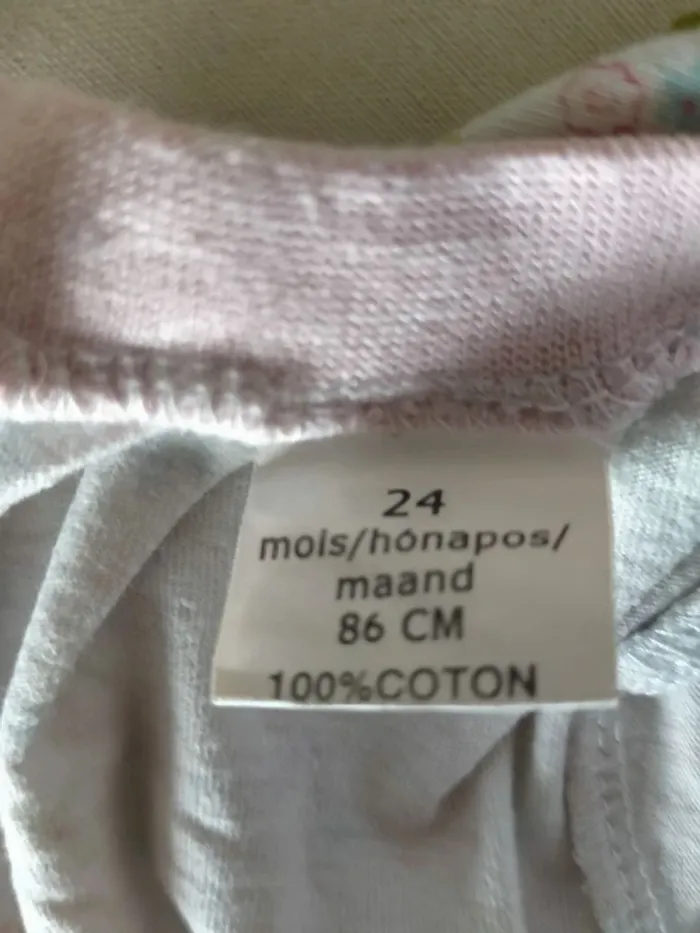 24
mois/hónapos/
maand
86 CM
100%COTON